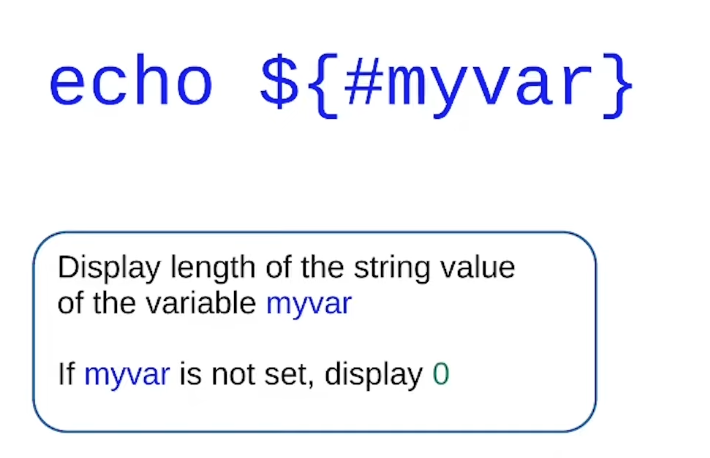 echo ${#myvar}
Display length of the string value
of the variable myvar
If myvar is not set, display 0